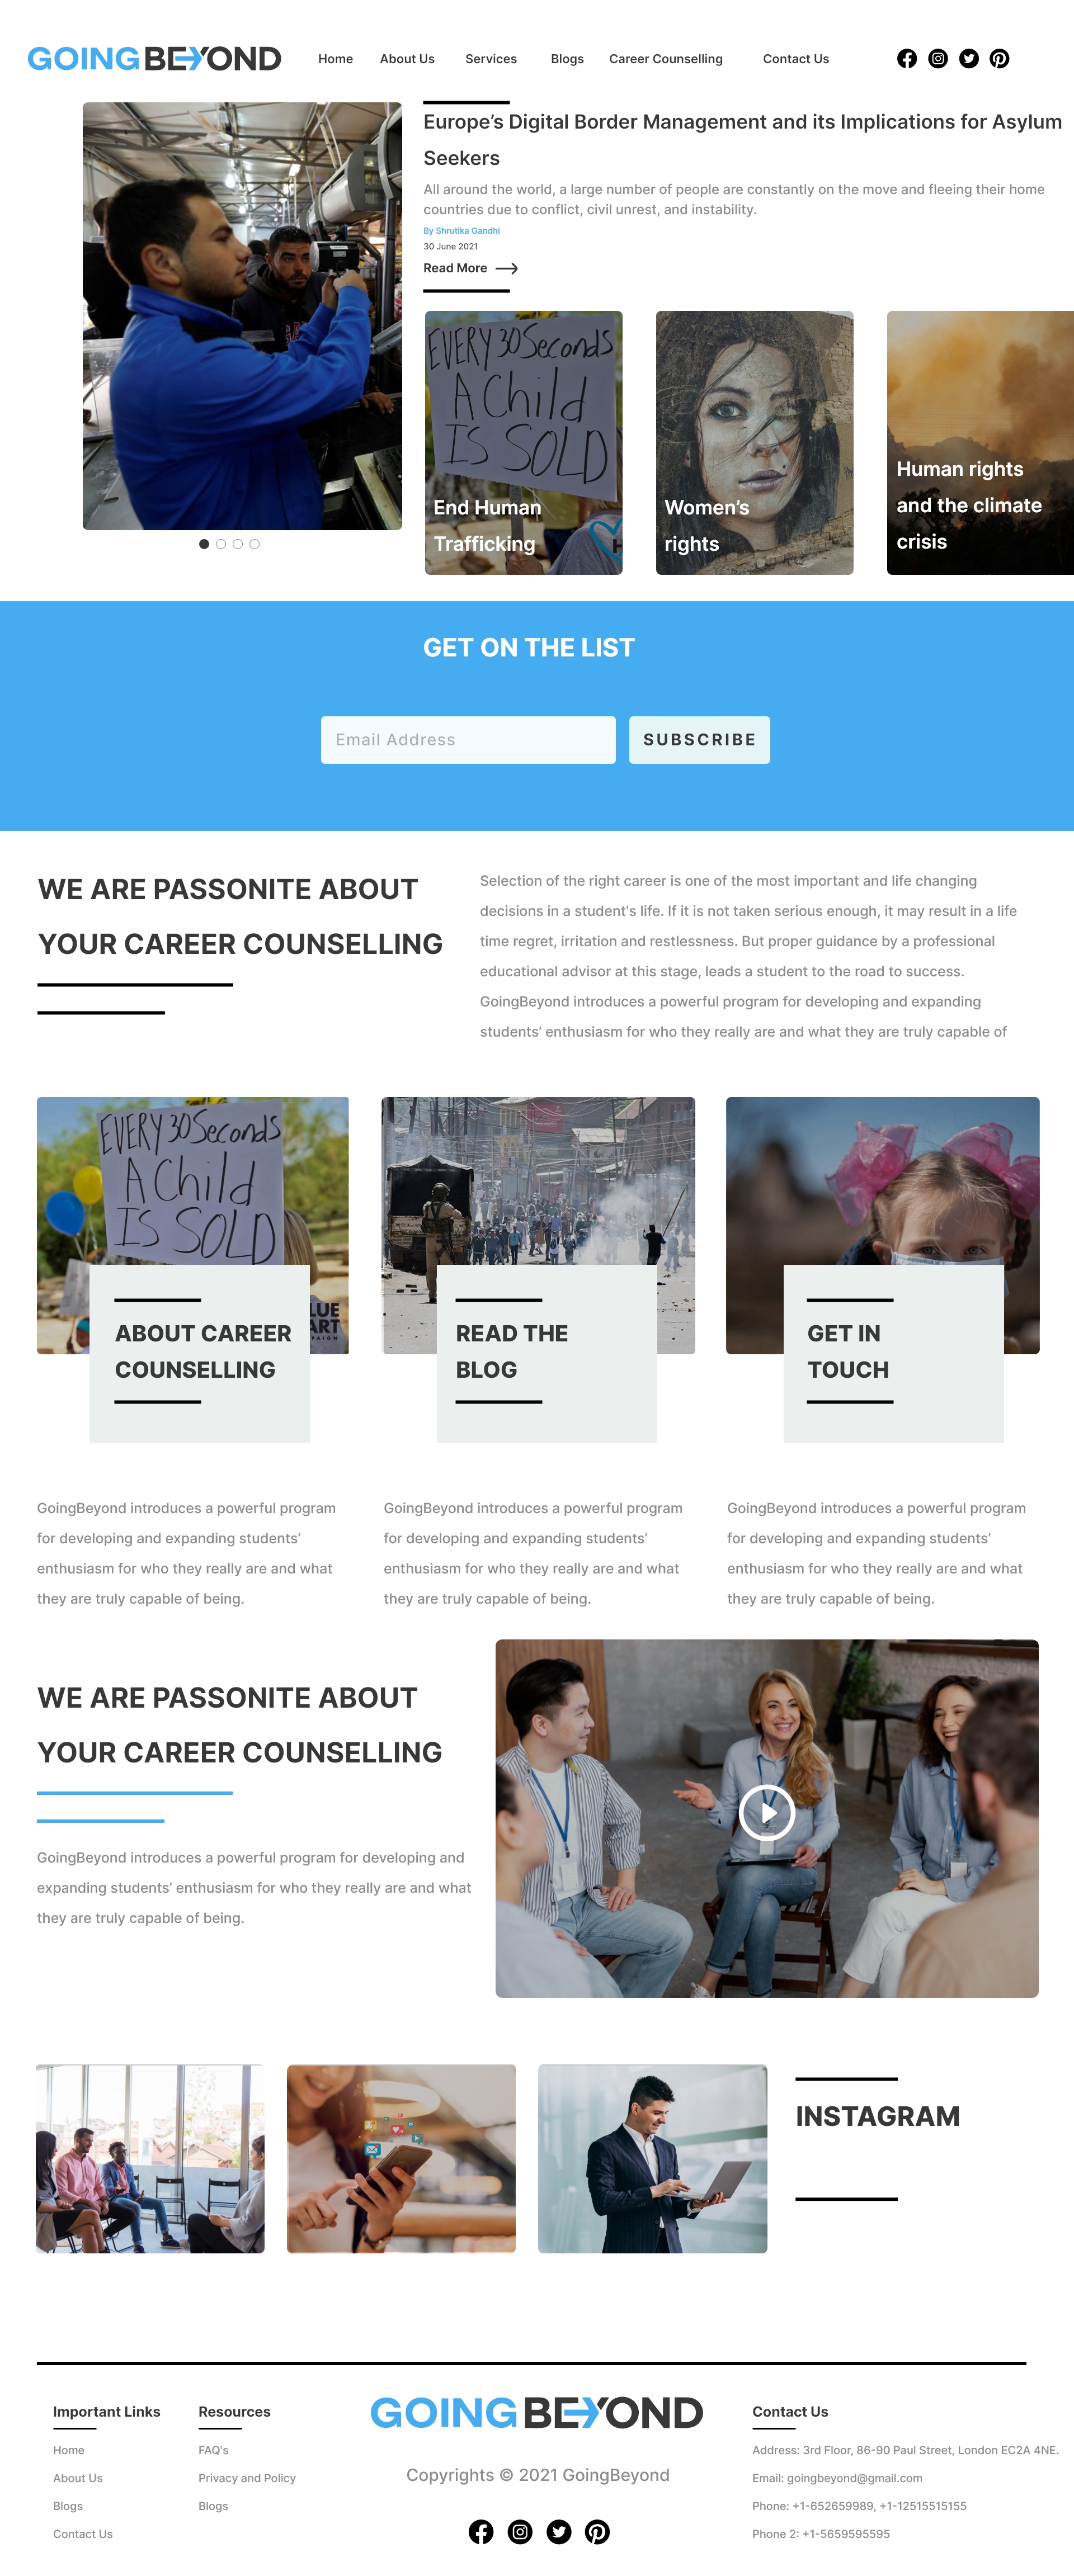 GOINGBEYOND
Home About Us Services Blogs Career Counselling Contact Us
Europe's Digital Border Management and its Implications for Asylum
Seekers
All around the world, a large number of people are constantly on the move and fleeing their home
countries due to conflict, civil unrest, and instability.
By Shrutika Gandhi
30 June 2021
Read More
EVERY 30 Seconds
A Child
IS SOLD
End Human
Trafficking
Women's
rights
Human rights
and the climate
crisis
GET ON THE LIST
Email Address
SUBSCRIBE
WE ARE PASSONITE ABOUT
YOUR CAREER COUNSELLING
Selection of the right career is one of the most important and life changing
decisions in a student's life. If it is not taken serious enough, it may result in a life
time regret, irritation and restlessness. But proper guidance by a professional
educational advisor at this stage, leads a student to the road to success.
GoingBeyond introduces a powerful program for developing and expanding
students' enthusiasm for who they really are and what they are truly capable of
EVERY 30 Seconds
A Child
IS SOLD
ABOUT CAREER
COUNSELLING
READ THE
BLOG
GET IN
TOUCH
GoingBeyond introduces a powerful program
for developing and expanding students'
enthusiasm for who they really are and what
they are truly capable of being.
GoingBeyond introduces a powerful program
for developing and expanding students'
enthusiasm for who they really are and what
they are truly capable of being.
GoingBeyond introduces a powerful program
for developing and expanding students'
enthusiasm for who they really are and what
they are truly capable of being.
WE ARE PASSONITE ABOUT
YOUR CAREER COUNSELLING
GoingBeyond introduces a powerful program for developing and
expanding students' enthusiasm for who they really are and what
they are truly capable of being.
INSTAGRAM
Important Links
Home
About Us
Blogs
Contact Us
Resources
FAQ's
Privacy and Policy
Blogs
GOINGBEYOND
Copyrights © 2021 GoingBeyond
Contact Us
Address: 3rd Floor, 86-90 Paul Street, London EC2A 4NE.
Email: goingbeyond@gmail.com
Phone: +1-652659989, +1-12515515155
Phone 2: +1-5659595595